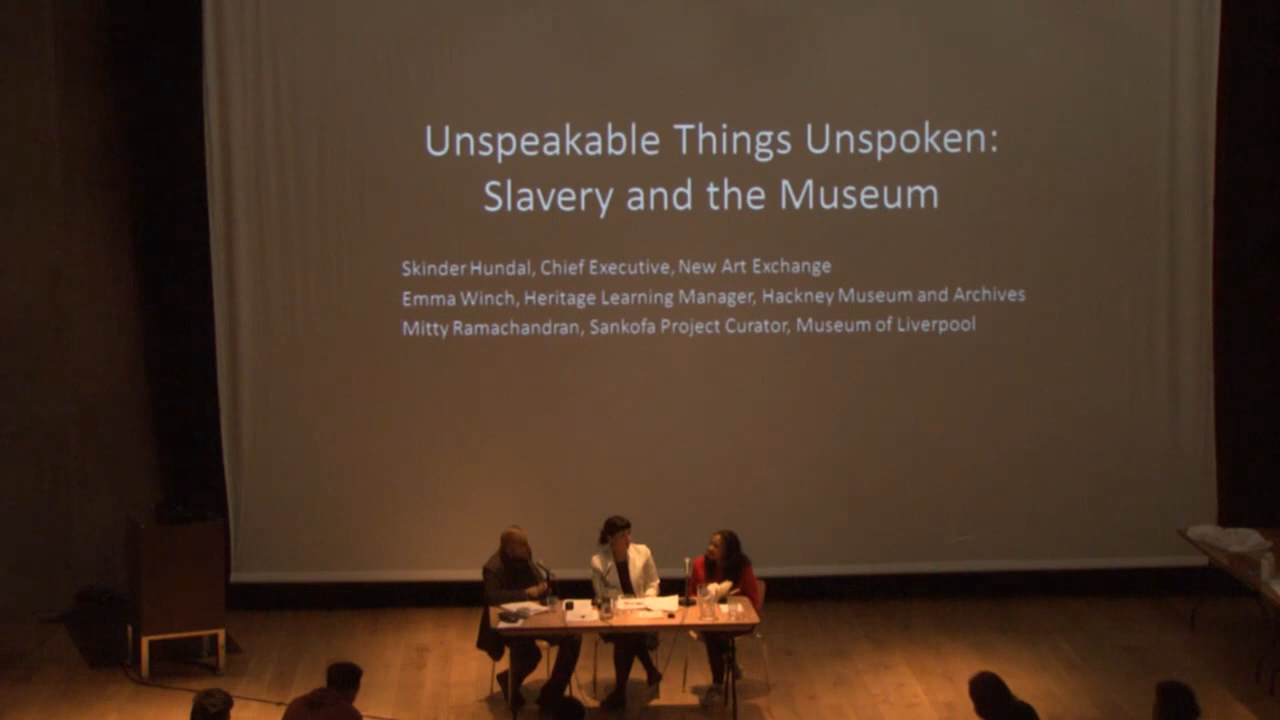 Unspeakable Things Unspoken:
Slavery and the Museum
Skinder Hundal, Chief Executive, New Art Exchange
Emma Winch, Heritage Learning Manager, Hackney Museum and Archives
Mitty Ramachandran, Sankofa Project Curator, Museum of Liverpool